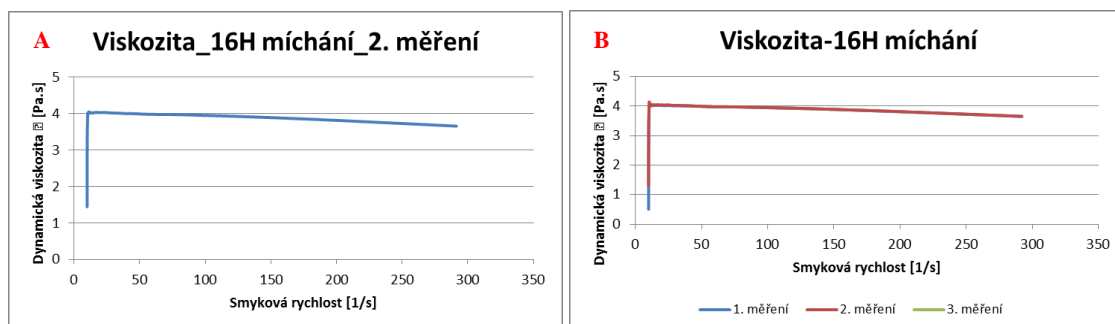 A
Viskozita_16H míchání_2. měření
Dynamická viskozita � [Pa.s]
5
4
3
2
1
0
0 50 100 150 200 250 300 350
Smyková rychlost [1/s]
B
Viskozita-16H míchání
Dynamická viskozita � [Pa.s]
5
4
3
2
1
0
0 50 100 150 200 250 300 350
Smyková rychlost [1/s]
1. měření 2. měření 3. měření